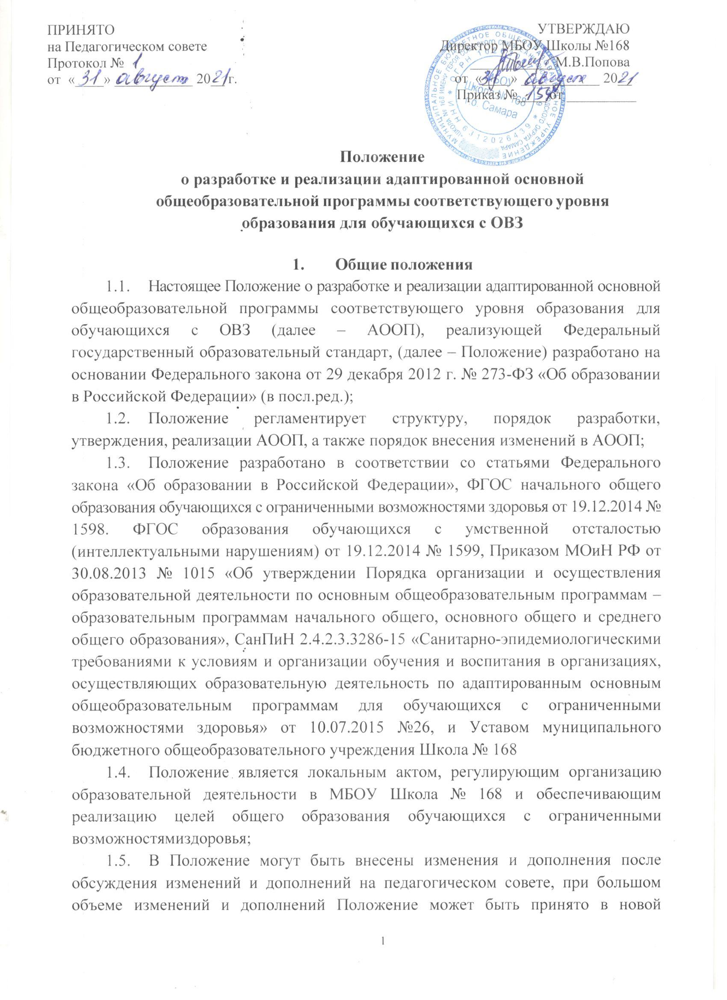 ПРИНЯТО
на Педагогическом совете
Протокол № 1
от «31» август 2021г.
УТВЕРЖДАЮ
Директор МБОУ Школы №168
М.В.Попова
от «31» август 2021
Приказ № от
МБОУ
Школа № 168
г.о. Самара
ИНН 6312026439
Положение
о разработке и реализации адаптированной основной
общеобразовательной программы соответствующего уровня
образования для обучающихся с ОВЗ
1. Общие положения
1.1. Настоящее Положение о разработке и реализации адаптированной основной
общеобразовательной программы соответствующего уровня образования для
обучающихся с ОВЗ (далее – АООП), реализующей Федеральный
государственный образовательный стандарт, (далее – Положение) разработано на
основании Федерального закона от 29 декабря 2012 г. № 273-ФЗ «Об образовании
в Российской Федерации» (в посл.ред.);
1.2. Положение регламентирует структуру, порядок разработки,
утверждения, реализации АООП, а также порядок внесения изменений в АООП;
1.3. Положение разработано в соответствии со статьями Федерального
закона «Об образовании в Российской Федерации», ФГОС начального общего
образования обучающихся с ограниченными возможностями здоровья от 19.12.2014 №
1598. ФГОС образования обучающихся с умственной отсталостью
(интеллектуальными нарушениям) от 19.12.2014 № 1599, Приказом МОиН РФ от
30.08.2013 № 1015 «Об утверждении Порядка организации и осуществления
образовательной деятельности по основным общеобразовательным программам –
образовательным программам начального общего, основного общего и среднего
общего образования», СанПиН 2.4.2.3.3286-15 «Санитарно-эпидемиологическими
требованиями к условиям и организации обучения и воспитания в организациях,
осуществляющих образовательную деятельность по адаптированным основным
общеобразовательным программам для обучающихся с ограниченными
возможностями здоровья» от 10.07.2015 №26, и Уставом муниципального
бюджетного общеобразовательного учреждения Школа № 168
1.4. Положение является локальным актом, регулирующим организацию
образовательной деятельности в МБОУ Школа № 168 и обеспечивающим
реализацию целей общего образования обучающихся с ограниченными
возможностямиздоровья;
1.5. В Положение могут быть внесены изменения и дополнения после
обсуждения изменений и дополнений на педагогическом совете, при большом
объеме изменений и дополнений Положение может быть принято в новой
1